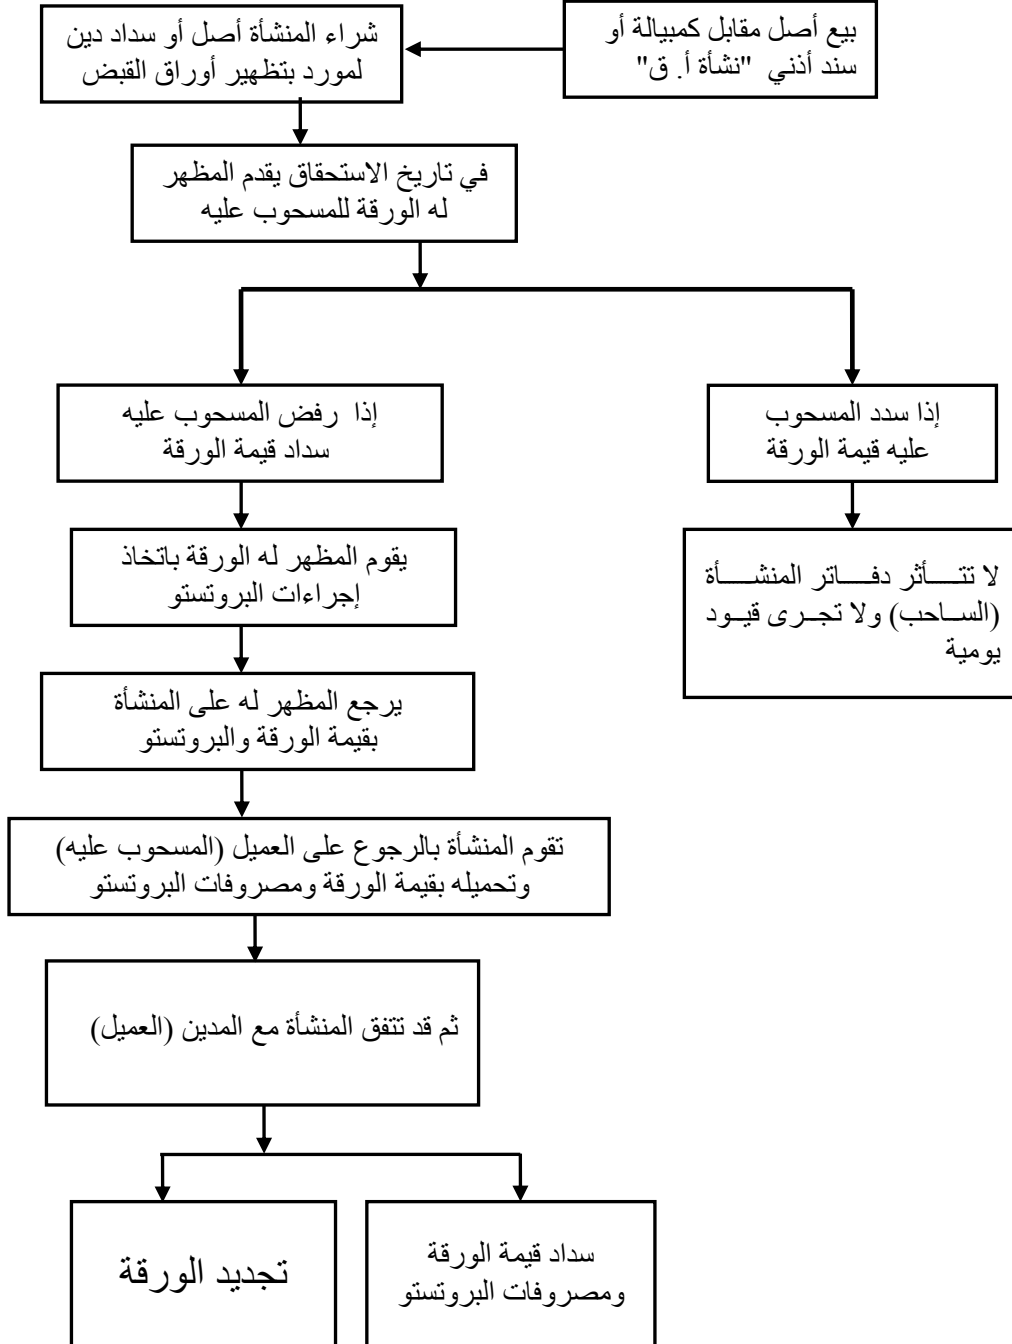 بيع أصل مقابل كمبيالة أو
سند أذني "نشأة أ. ق"
شراء المنشأة أصل أو سداد دين
لمورد بتظهير أوراق القبض
في تاريخ الاستحقاق يقدم المظهر
له الورقة للمسحوب عليه
إذا سدد المسحوب
عليه قيمة الورقة
إذا رفض المسحوب عليه
سداد قيمة الورقة
لا تتأثر دفاتر المنشأة
(الساحب) ولا تجرى قيود
يومية
يقوم المظهر له الورقة باتخاذ
إجراءات البروتستو
يرجع المظهر له على المنشأة
بقيمة الورقة والبروتستو
تقوم المنشأة بالرجوع على العميل (المسحوب عليه)
وتحميله بقيمة الورقة ومصروفات البروتستو
ثم قد تتفق المنشأة مع المدين (العميل)
سداد قيمة الورقة
ومصروفات البروتستو
تجديد الورقة